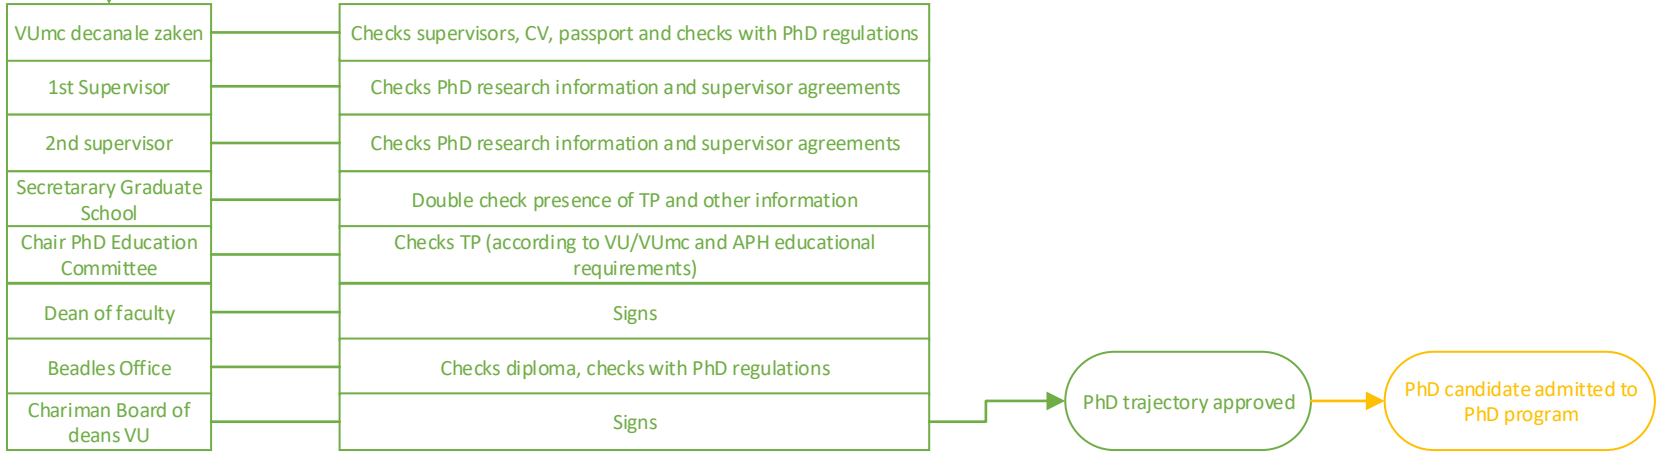 VUmc decanale zaken
Checks supervisors, CV, passport and checks with PhD regulations
1st Supervisor
Checks PhD research information and supervisor agreements
2nd supervisor
Checks PhD research information and supervisor agreements
Secretarary Graduate
School
Double check presence of TP and other information
Chair PhD Education
Committee
Checks TP (according to VU/VUmc and APH educational
requirements)
Dean of faculty
Signs
Beadles Office
Checks diploma, checks with PhD regulations
Chariman Board of
deans VU
Signs
PhD trajectory approved
PhD candidate admitted to
PhD program